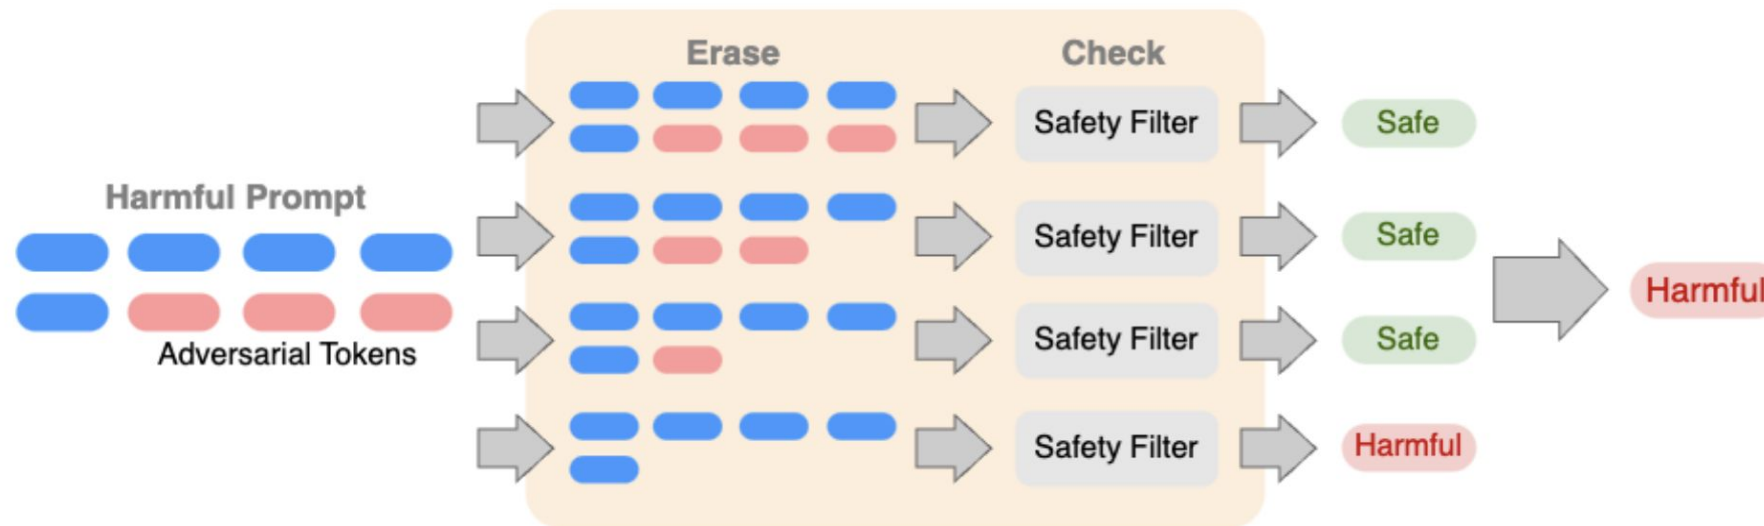 Erase
Check
Safety Filter
Safe
Harmful Prompt
Safety Filter
Safe
Harmful
Adversarial Tokens
Safety Filter
Safe
Safety Filter
Harmful